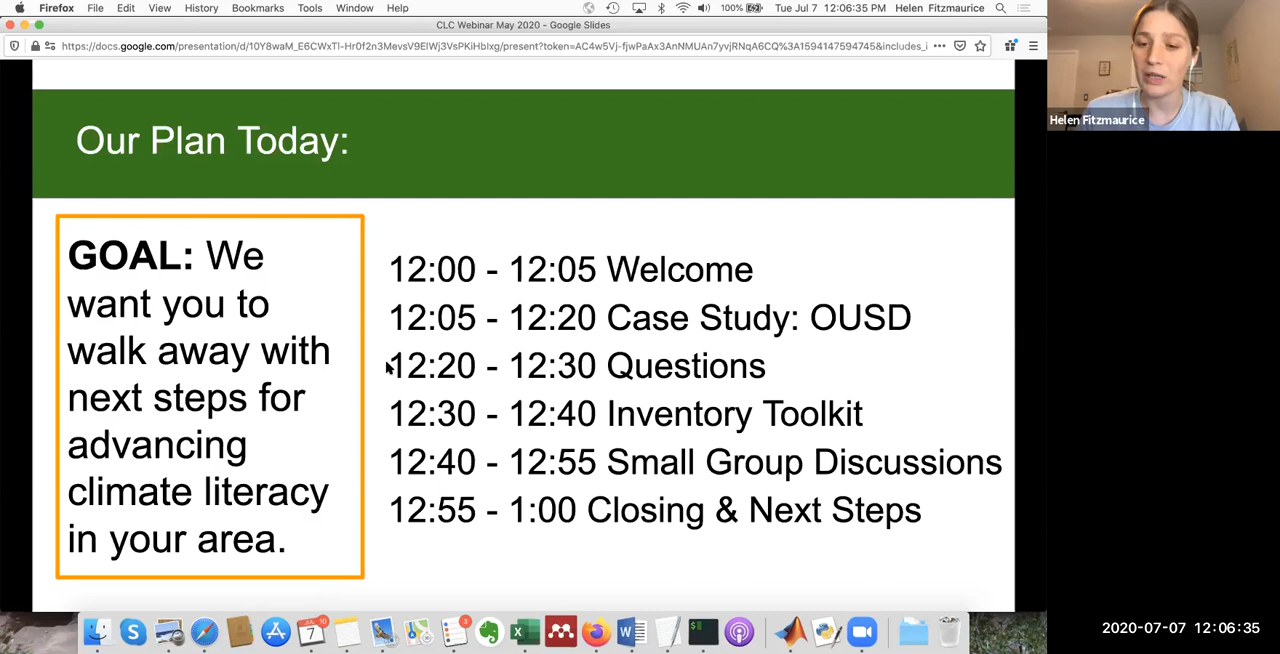 Firefox File Edit View History Bookmarks Tools Window Help 100% Tue Jul 7 12:06:35 PM Helen Fitzmaurice
CLC Webinar May 2020 - Google Slides
Our Plan Today:
GOAL: We
want you to
walk away with
next steps for
advancing
climate literacy
in your area.
12:00 - 12:05 Welcome
12:05 - 12:20 Case Study: OUSD
12:20 - 12:30 Questions
12:30 - 12:40 Inventory Toolkit
12:40 - 12:55 Small Group Discussions
12:55 - 1:00 Closing & Next Steps
Helen Fitzmaurice
2020-07-07 12:06:35